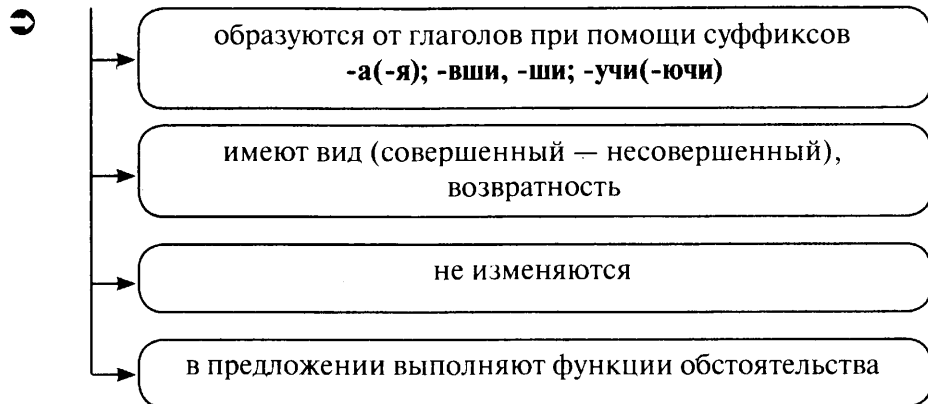 образуются от глаголов при помощи суффиксов
-а(-я); -вши, -ши; -учи(-ючи)
имеют вид (совершенный — несовершенный),
возвратность
не изменяются
в предложении выполняют функции обстоятельства